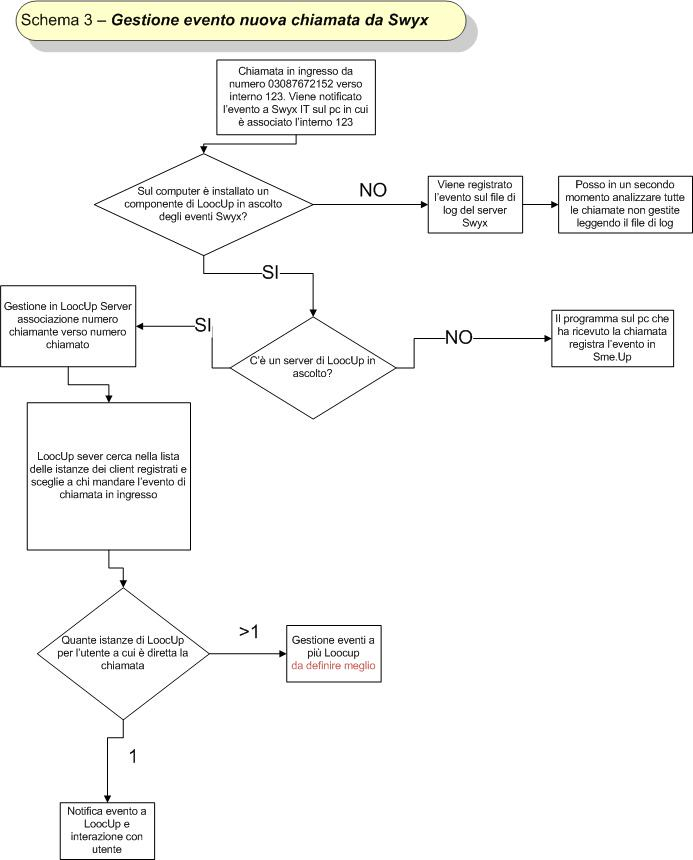 Schema 3 – Gestione evento nuova chiamata da Swyx
Chiamata in ingresso da
numero 03087672152 verso
interno 123. Viene notificato
l'evento a Swyx IT sul pc in cui
è associato l'interno 123
Sul computer è installato un
componente di LoocUp in ascolto
degli eventi Swyx?
NO
Viene registrato
l'evento sul file di
log del server
Swyx
Posso in un secondo
momento analizzare tutte
le chiamate non gestite
leggendo il file di log
SI
Gestione in LoocUp Server
associazione numero
chiamante verso numero
chiamato
SI
C'è un server di LoocUp in
ascolto?
NO
Il programma sul pc che
ha ricevuto la chiamata
registra l'evento in
Sme.Up
LoocUp sever cerca nella lista
delle istanze dei client registrati e
sceglie a chi mandare l'evento di
chiamata in ingresso
Quante istanze di LoocUp
per l'utente a cui è diretta la
chiamata
>1
Gestione eventi a
più Loocup
da definire meglio
1
Notifica evento a
LoocUp e
interazione con
utente